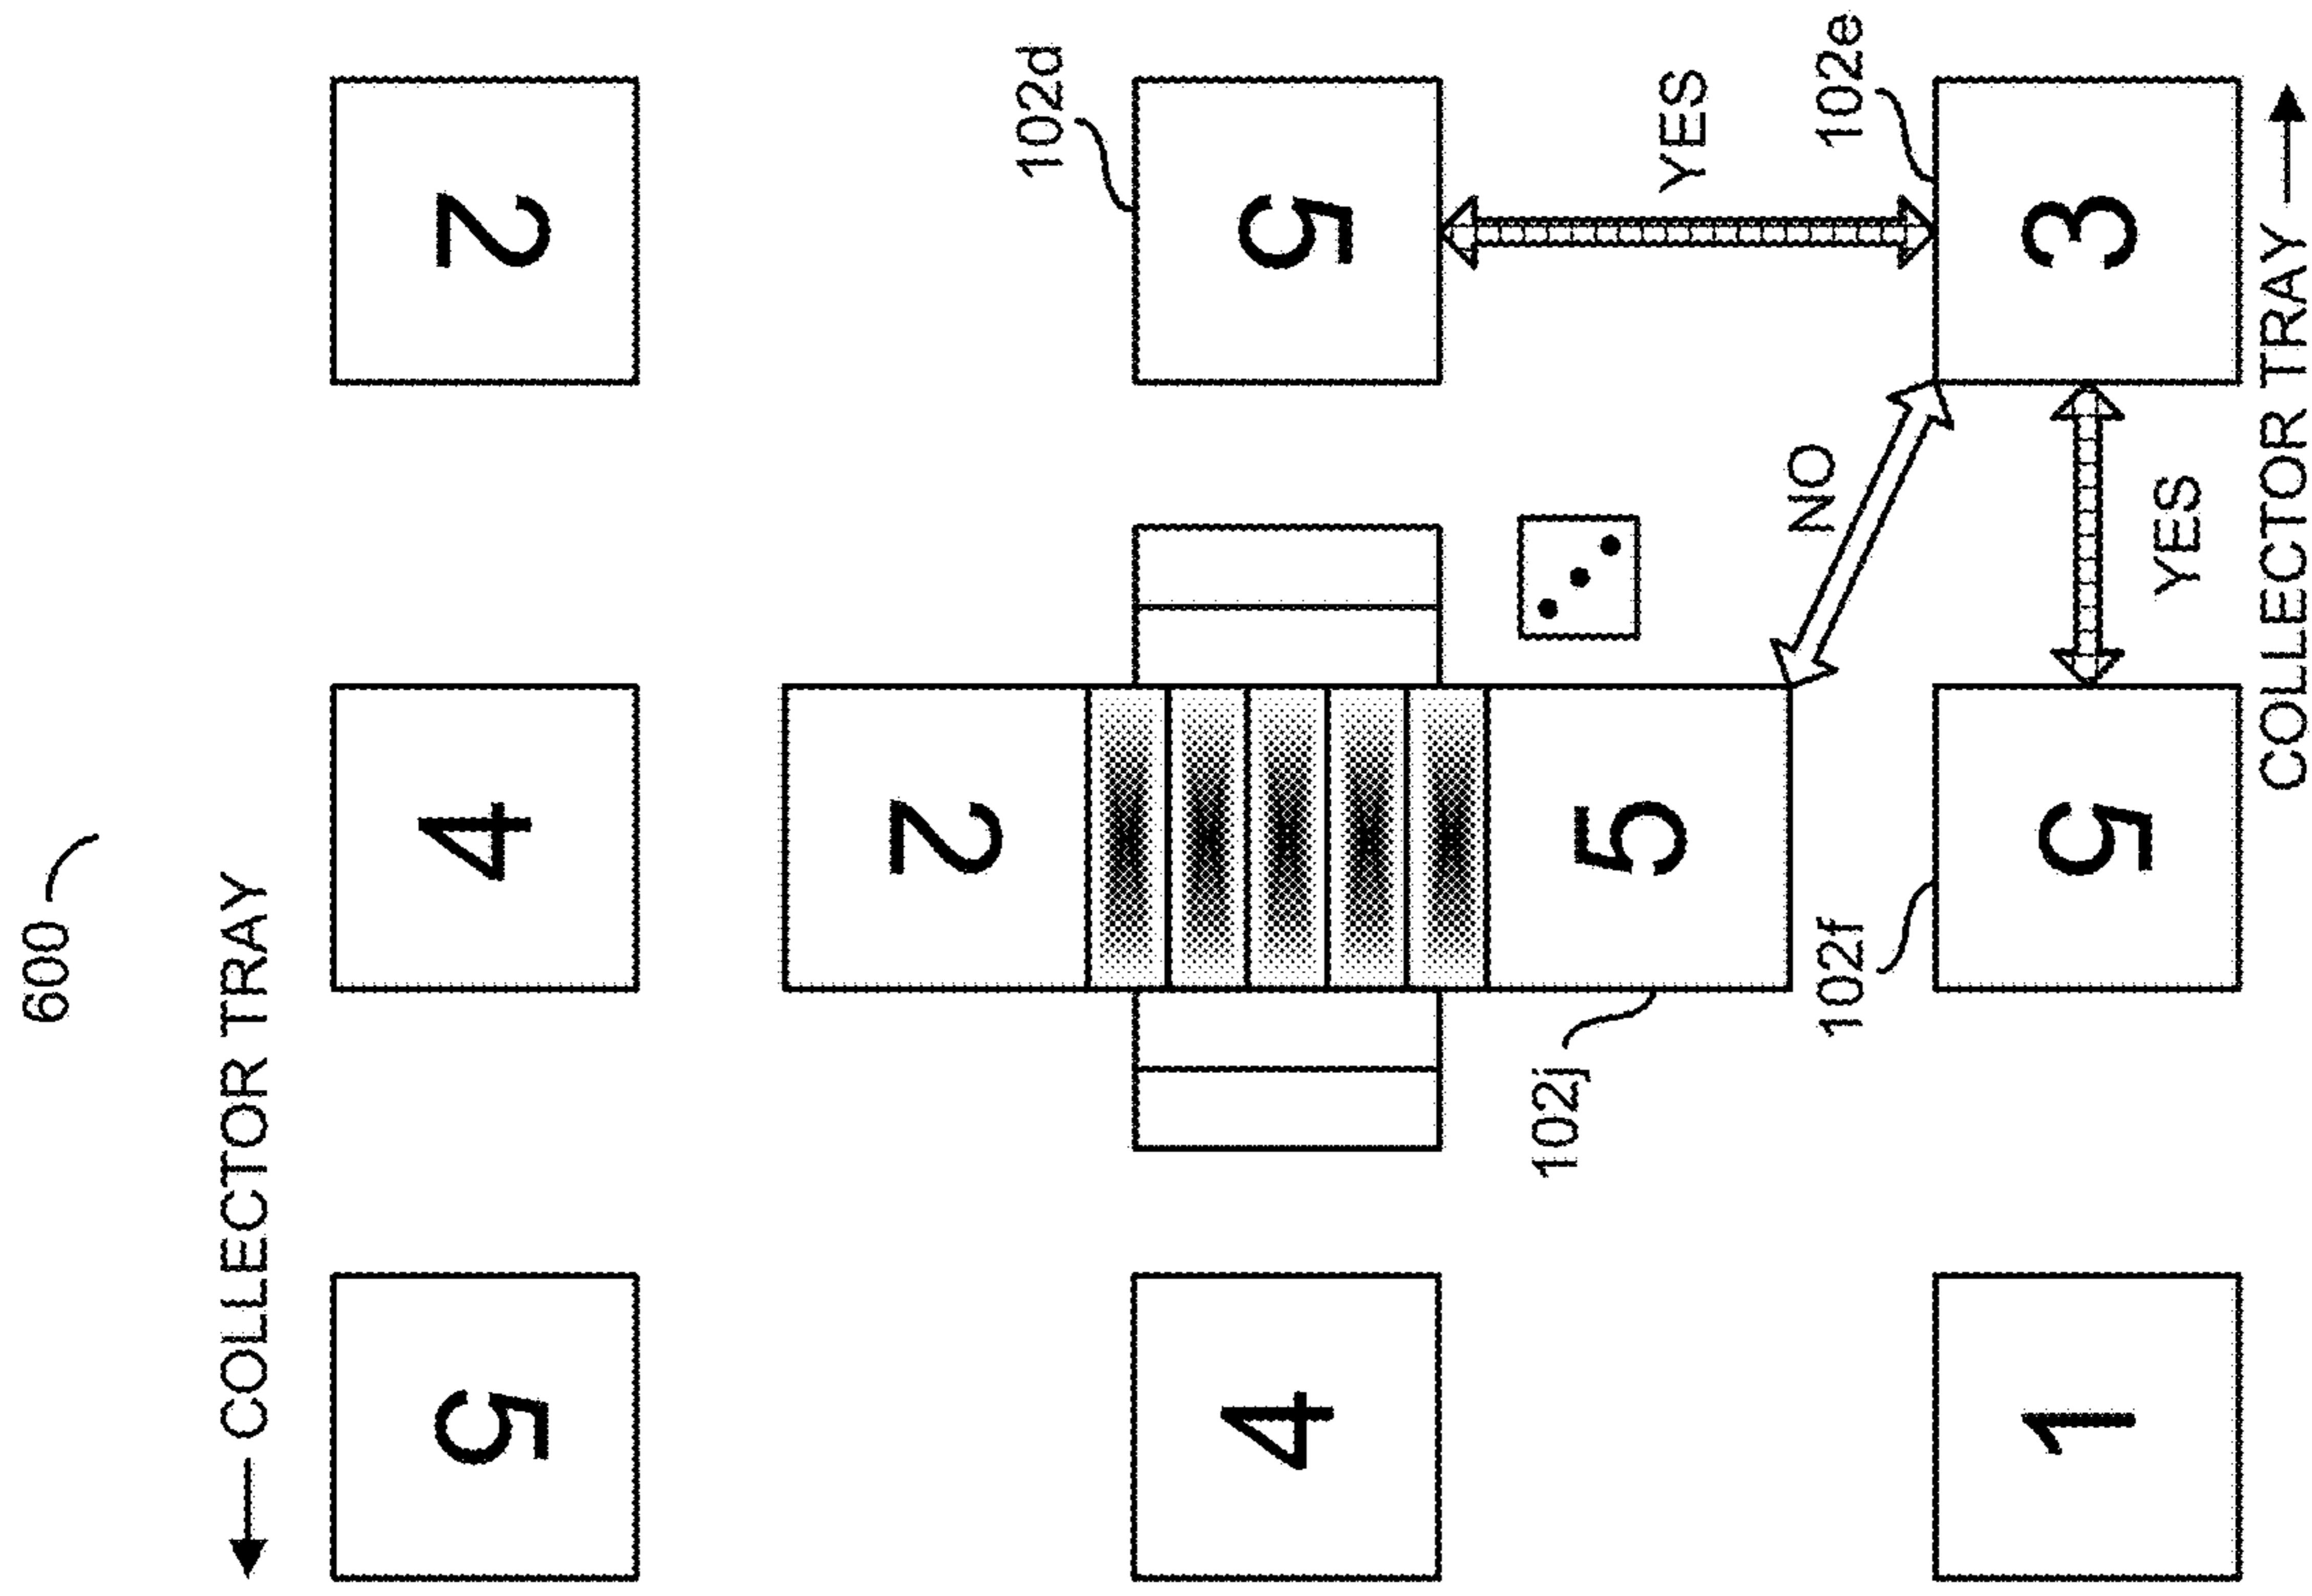 600
← COLLECTOR TRAY
5 4 2
2
102d
4 5
102j
5
YES
NO
102f 102e
1 5 3
YES
COLLECTOR TRAY →